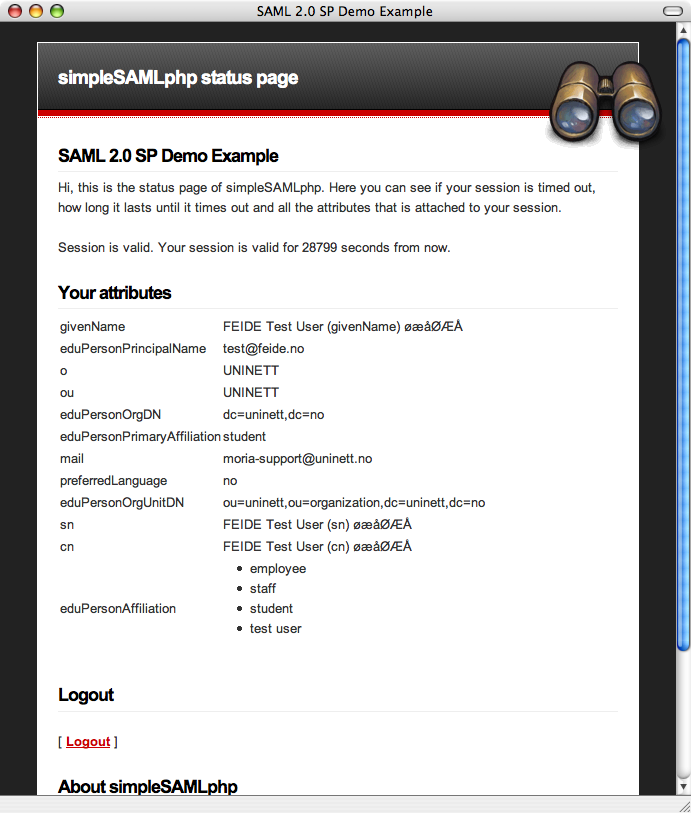 SAML 2.0 SP Demo Example
simpleSAMLphp status page
SAML 2.0 SP Demo Example
Hi, this is the status page of simpleSAMLphp. Here you can see if your session is timed out,
how long it lasts until it times out and all the attributes that is attached to your session.
Session is valid. Your session is valid for 28799 seconds from now.
Your attributes
givenName FEIDE Test User (givenName) øæåØÆÅ
eduPersonPrincipalName test@feide.no
o UNINETT
ou UNINETT
eduPersonOrgDN dc=uninett,dc=no
eduPersonPrimaryAffiliation student
mail moria-support@uninett.no
preferredLanguage no
eduPersonOrgUnitDN ou=uninett,ou=organization,dc=uninett,dc=no
sn FEIDE Test User (sn) øæåØÆÅ
cn FEIDE Test User (cn) øæåØÆÅ
• employee
• staff
eduPersonAffiliation • student
• test user
Logout
[ Logout ]
About simpleSAMLphp